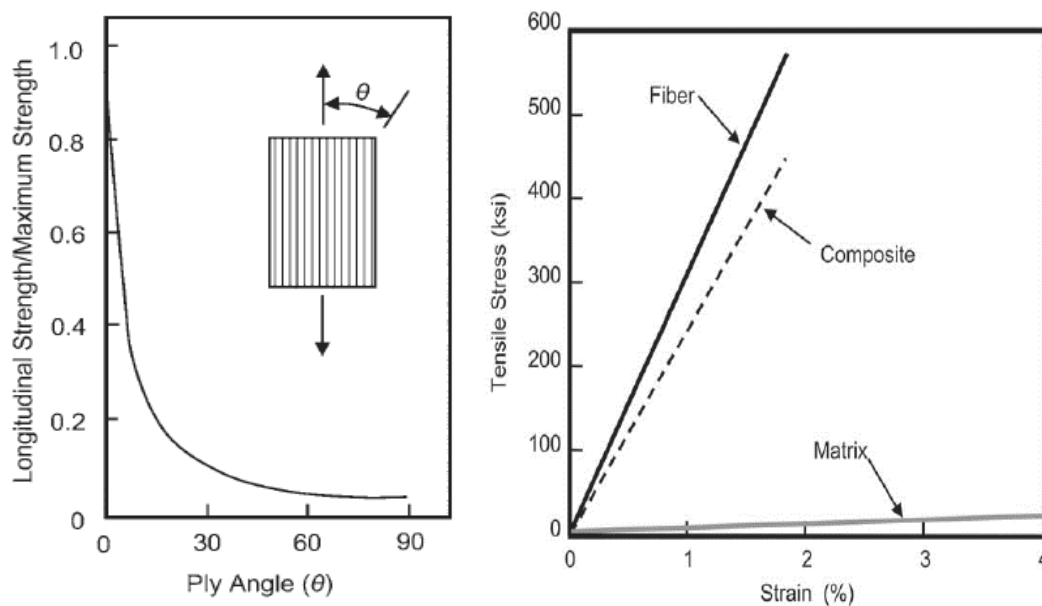 Longitudinal Strength/Maximum Strength
1.0
0.8
0.6
0.4
0.2
0
0
30
60
90
Ply Angle (θ)
θ
Tensile Stress (ksi)
600
500
400
300
200
100
0
0
1
2
3
4
Strain (%)
Fiber
Composite
Matrix